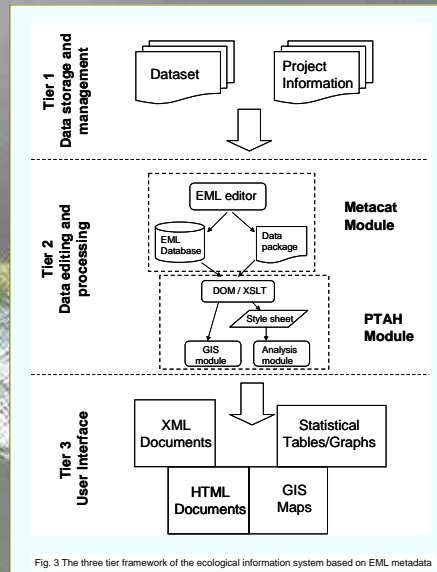 Tier 1
Data storage and
management
Dataset
Project
Information
Tier 2
Data editing and
processing
EML editor
Metacat
Module
EML
Database
Data
package
DOM / XSLT
Style sheet
PTAH
Module
GIS
module
Analysis
module
Tier 3
User Interface
XML
Documents
Statistical
Tables/Graphs
HTML
Documents
GIS
Maps
Fig. 3 The three tier framework of the ecological information system based on EML metadata